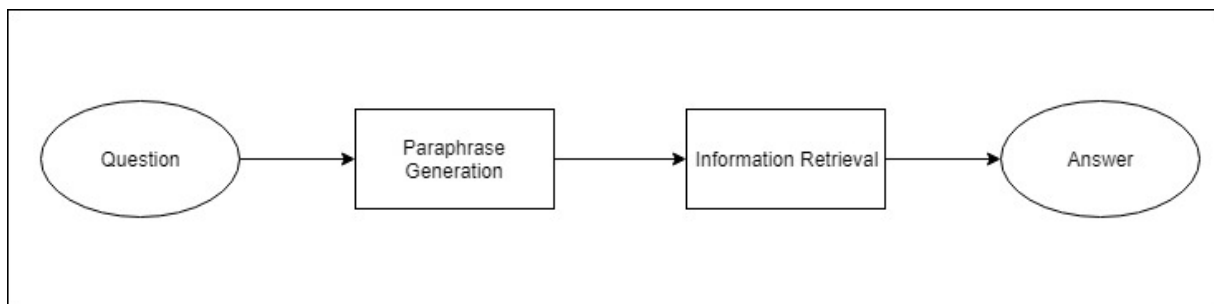 Question
Paraphrase
Generation
Information Retrieval
Answer